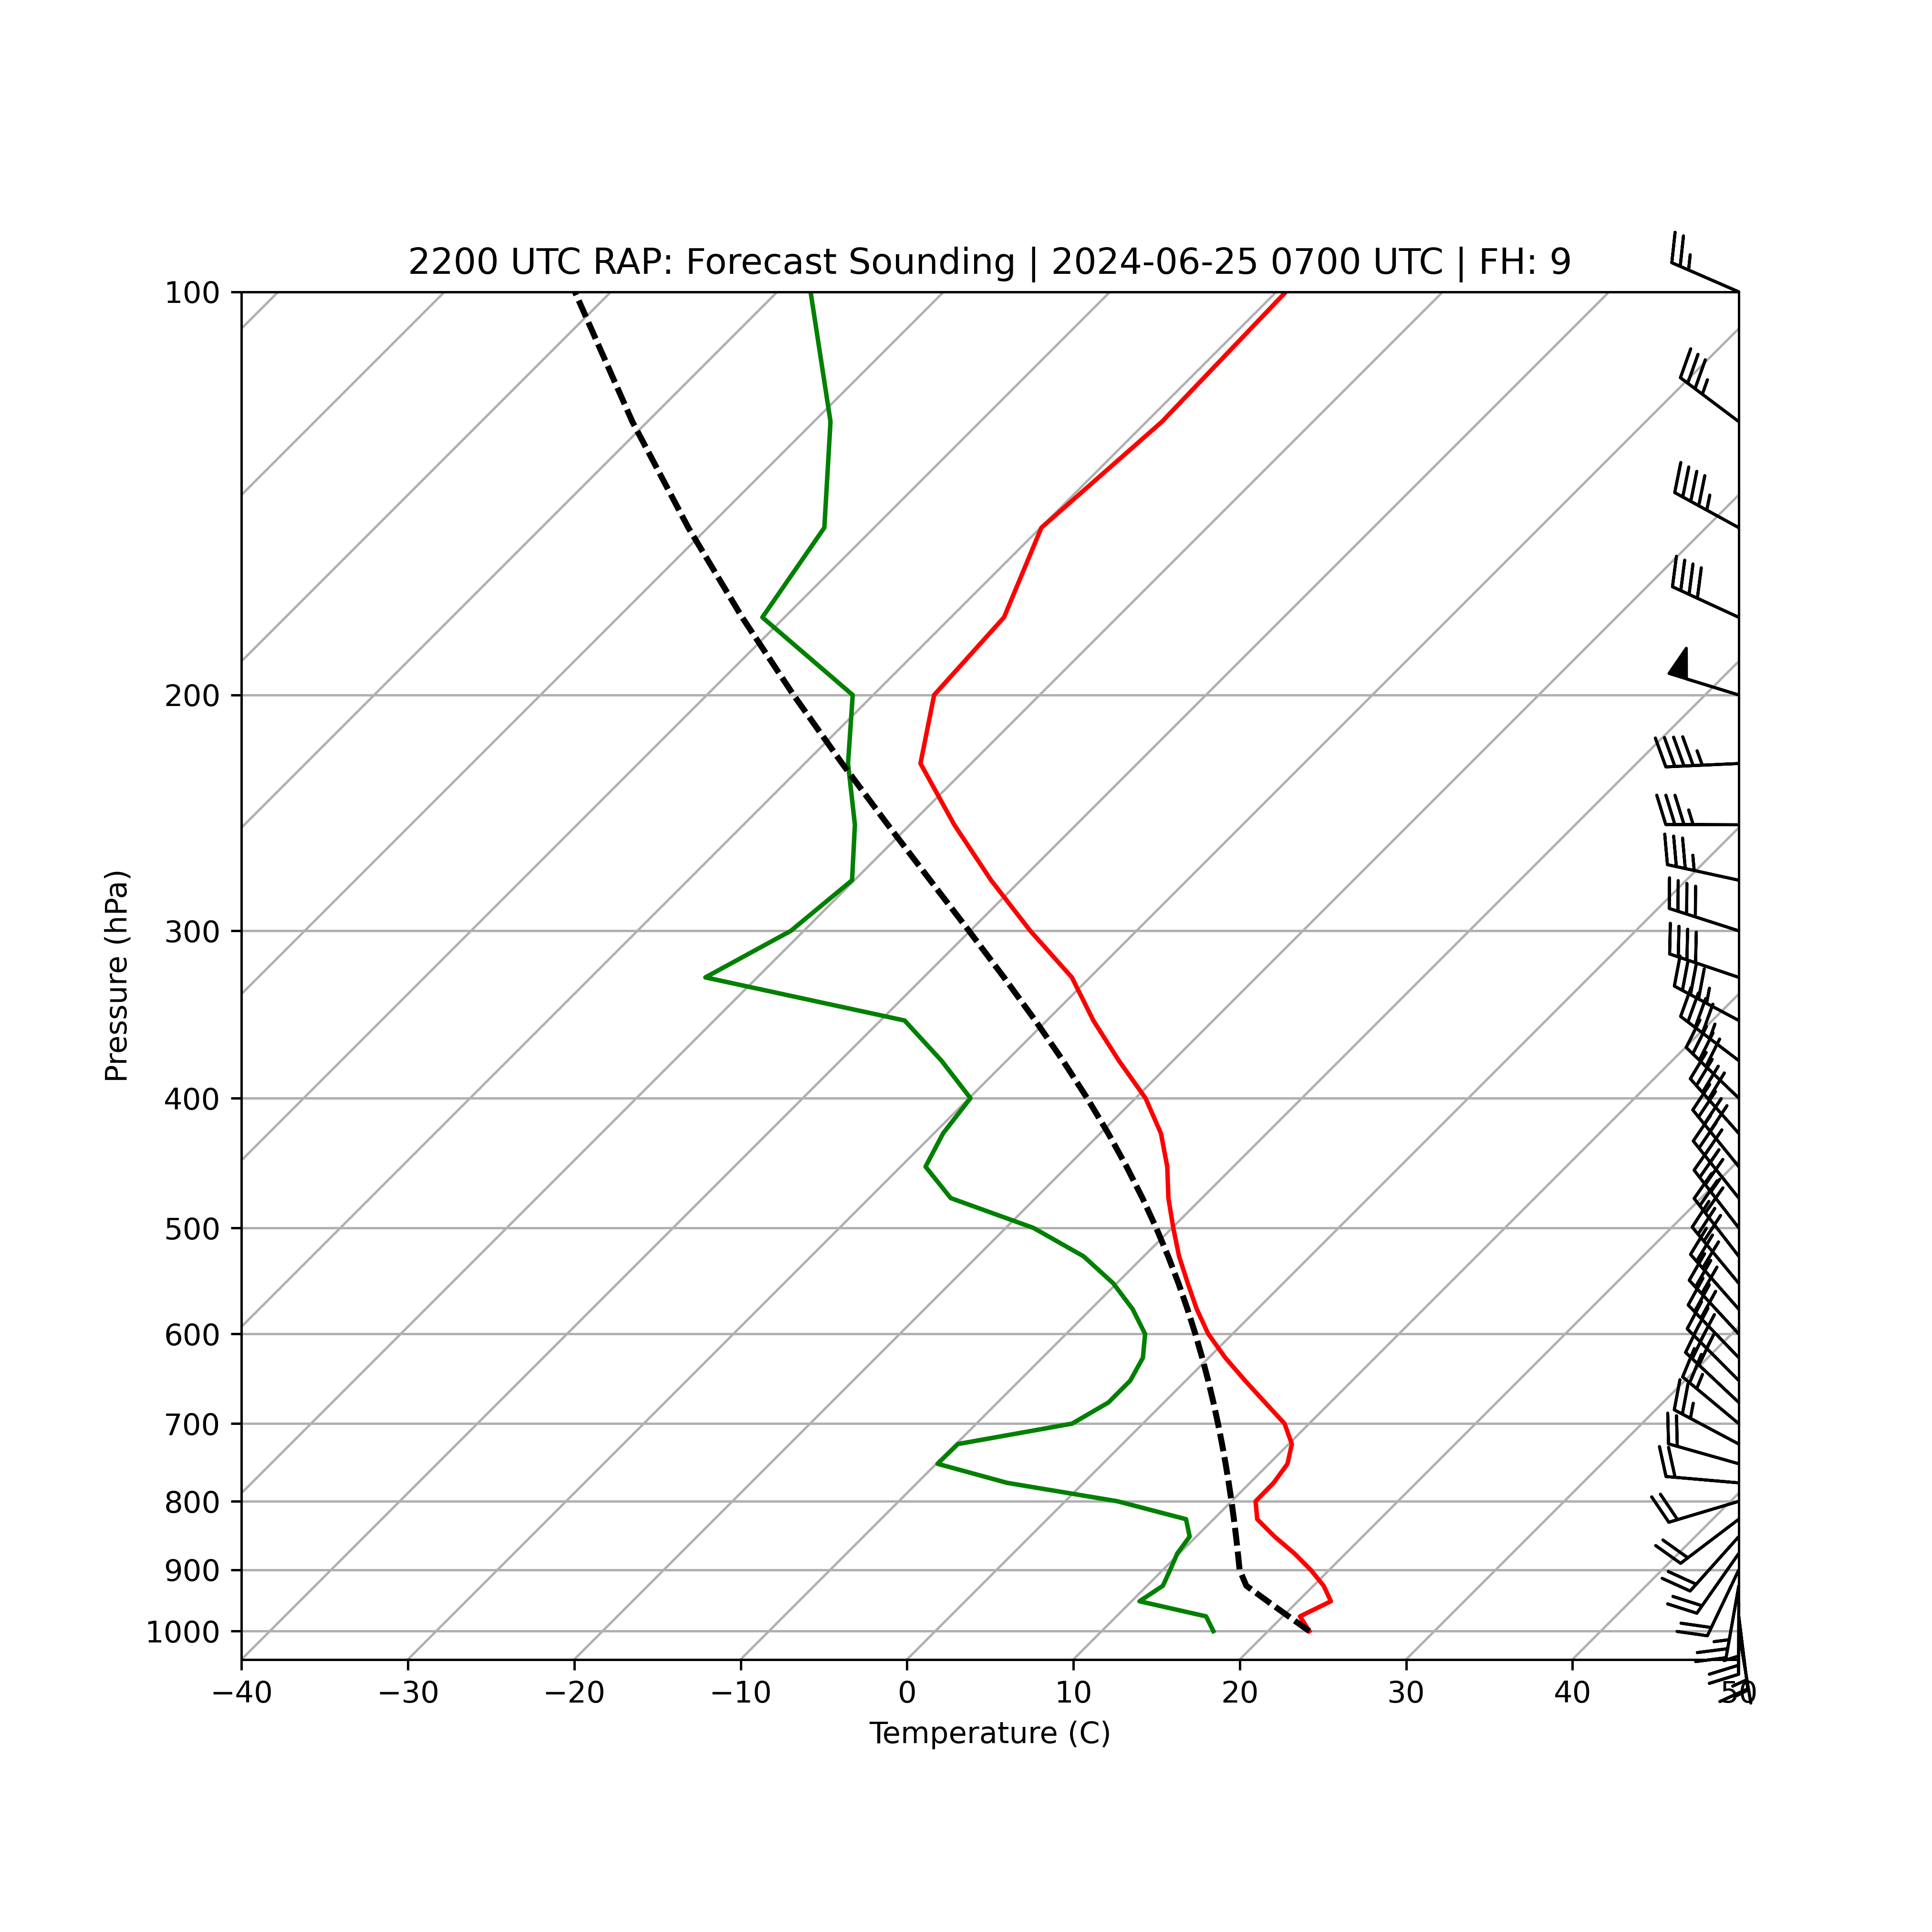 2200 UTC RAP: Forecast Sounding | 2024-06-25 0700 UTC | FH: 9
100
200
300
400
500
600
700
800
900
1000
Pressure (hPa)
−40 −30 −20 −10 0 10 20 30 40 50
Temperature (C)